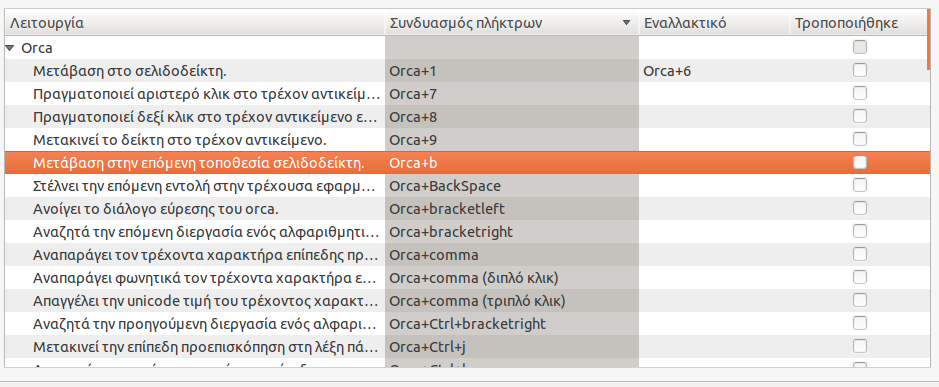 Λειτουργία Συνδυασμός πλήκτρων Εναλλακτικό Τροποποιήθηκε
Orca
Μετάβαση στο σελιδοδείκτη. Orca+1 Orca+6
Πραγματοποιεί αριστερό κλικ στο τρέχον αντικείμ... Orca+7
Πραγματοποιεί δεξί κλικ στο τρέχον αντικείμενο ε... Orca+8
Μετακινεί το δείκτη στο τρέχον αντικείμενο. Orca+9
Μετάβαση στην επόμενη τοποθεσία σελιδοδείκτη. Orca+b
Στέλνει την επόμενη εντολή στην τρέχουσα εφαρμ... Orca+BackSpace
Ανοίγει το διάλογο εύρεσης του orca. Orca+bracketleft
Αναζητά την επόμενη διεργασία ενός αλφαριθμητι... Orca+bracketright
Αναπαράγει τον τρέχοντα χαρακτήρα επίπεδης πρ... Orca+comma
Αναπαράγει φωνητικά τον τρέχοντα χαρακτήρα ε... Orca+comma (διπλό κλικ)
Απαγγέλει την unicode τιμή του τρέχοντος χαρακτ... Orca+comma (τριπλό κλικ)
Αναζητά την προηγούμενη διεργασία ενός αλφαρι... Orca+Ctrl+bracketright
Μετακινεί την επίπεδη προεπισκόπηση στη λέξη πά... Orca+Ctrl+j